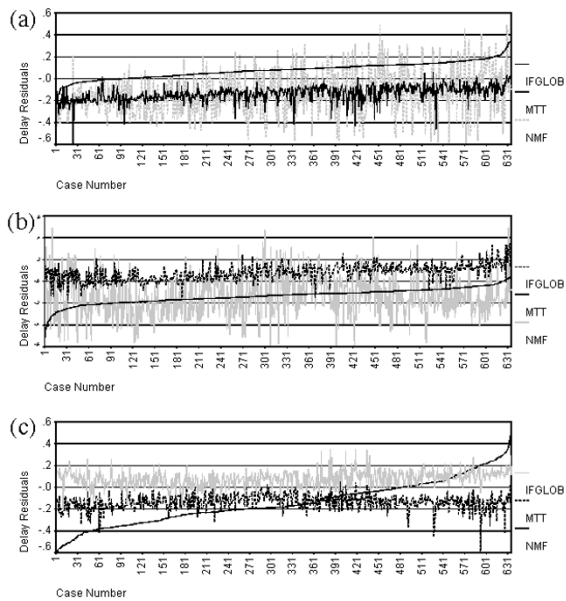 (a)
Delay Residuals
.6
.4
.2
-.0
-.2
-.4
-.6
1 31 61 91 121 151 181 211 241 271 301 331 361 391 421 451 481 511 541 571 601 631
Case Number
IFGLOB
MTT
NMF
(b)
Delay Residuals
1 31 61 91 121 151 181 211 241 271 301 331 361 391 421 451 481 511 541 571 601 631
Case Number
IFGLOB
MTT
NMF
(c)
Delay Residuals
.6
.4
.2
0.0
-.2
-.4
-.6
1 31 61 91 121 151 181 211 241 271 301 331 361 391 421 451 481 511 541 571 601 631
Case Number
IFGLOB
MTT
NMF